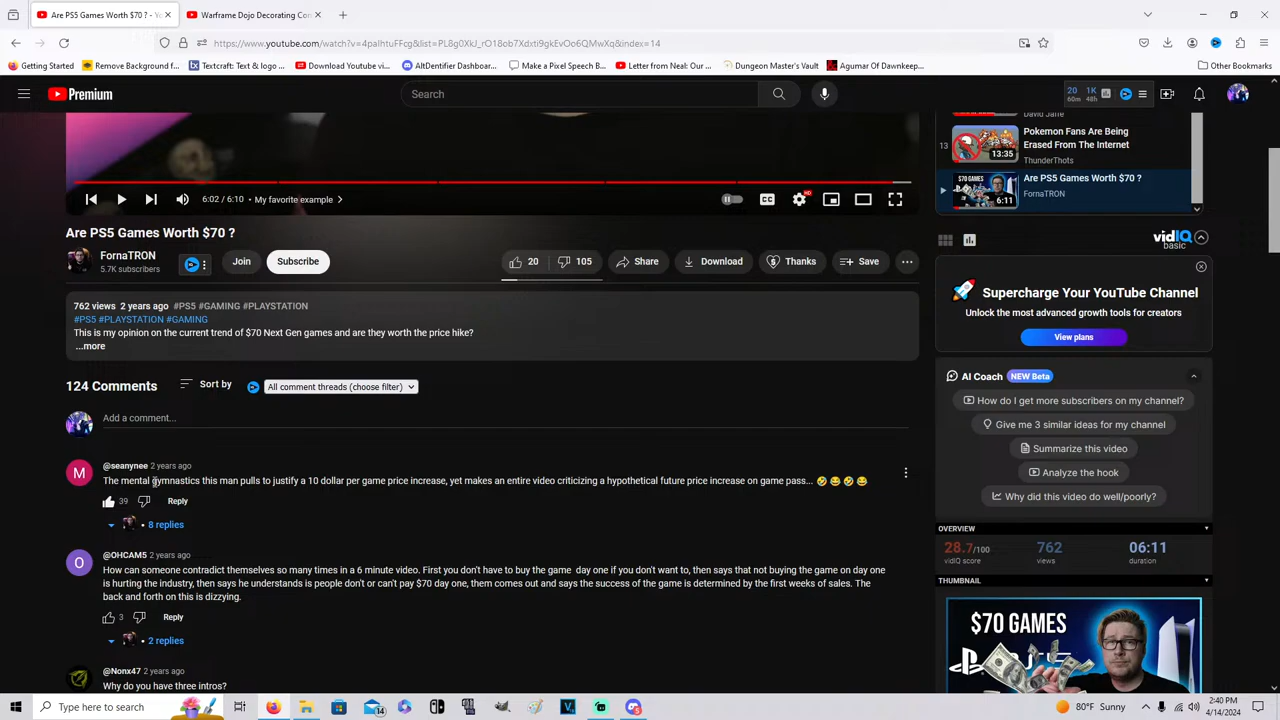 Are PS5 Games Worth $70 ? - Yo
Warframe Dojo Decorating Con
https://www.youtube.com/watch?v=4paIhtuFFcg&list=PL8g0XkJ_rO18cb7Xdxti9gkEvOo6QMwXq&index=14
Getting Started
Remove Background f...
Textcraft: Text & logo ...
Download Youtube vi...
AltDentifier Dashboard
Make a Pixel Speech B...
Letter from Neal: Our ...
Dungeon Master's Vault
Agumar Of Dawnkeep...
Other Bookmarks
Premium
Search
20 60m
1K 48h
David Jaffe
13
Pokemon Fans Are Being
Erased From The Internet
13:35
ThunderThots
Are PS5 Games Worth $70 ?
$70 GAMES
6:11
FornaTRON
6:02 / 6:10 • My favorite example
CC
HD
Are PS5 Games Worth $70 ?
FornaTRON
5.7K subscribers
Join
Subscribe
20
105
Share
Download
Thanks
Save
vidIQ
basic
762 views 2 years ago #PS5 #GAMING #PLAYSTATION
#PS5 #PLAYSTATION #GAMING
This is my opinion on the current trend of $70 Next Gen games and are they worth the price hike?
...more
Supercharge Your YouTube Channel
Unlock the most advanced growth tools for creators
View plans
124 Comments
Sort by
All comment threads (choose filter)
Add a comment...
AI Coach NEW Beta
How do I get more subscribers on my channel?
Give me 3 similar ideas for my channel
Summarize this video
Analyze the hook
Why did this video do well/poorly?
M
@seanynee 2 years ago
The mental gymnastics this man pulls to justify a 10 dollar per game price increase, yet makes an entire video criticizing a hypothetical future price increase on game pass... 🤣😂🤣😂
39
Reply
8 replies
O
@OHCAM5 2 years ago
How can someone contradict themselves so many times in a 6 minute video. First you don't have to buy the game day one if you don't want to, then says that not buying the game on day one
is hurting the industry, then says he understands is people don't or can't pay $70 day one, them comes out and says the success of the game is determined by the first weeks of sales. The
back and forth on this is dizzying.
3
Reply
2 replies
@Nonx47 2 years ago
Why do you have three intros?
OVERVIEW
28.7/100
vidIQ score
762
views
06:11
duration
THUMBNAIL
$70 GAMES
Type here to search
14
80°F Sunny
2:40 PM
4/14/2024